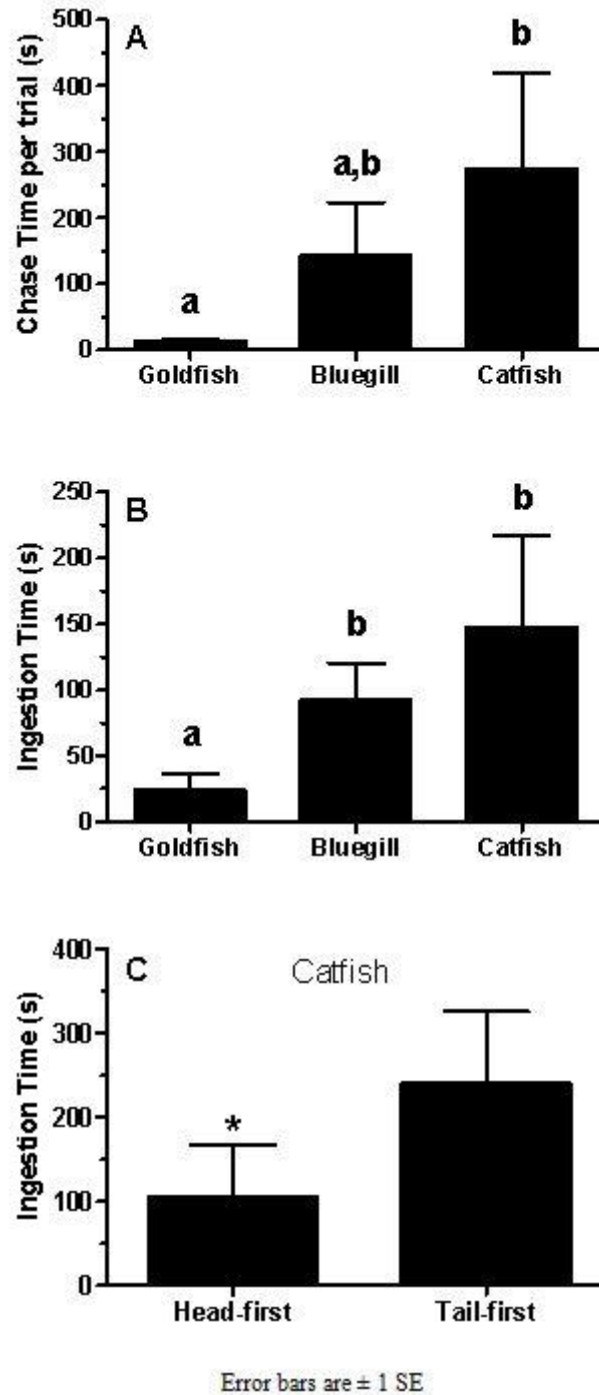 A
Chase Time per trial (s)
500
400
300
200
100
0
a
a,b
b
Goldfish Bluegill Catfish
B
Ingestion Time (s)
250
200
150
100
50
0
a
b
b
Goldfish Bluegill Catfish
C
Catfish
Ingestion Time (s)
400
300
200
100
0
*
Head-first Tail-first
Error bars are ± 1 SE